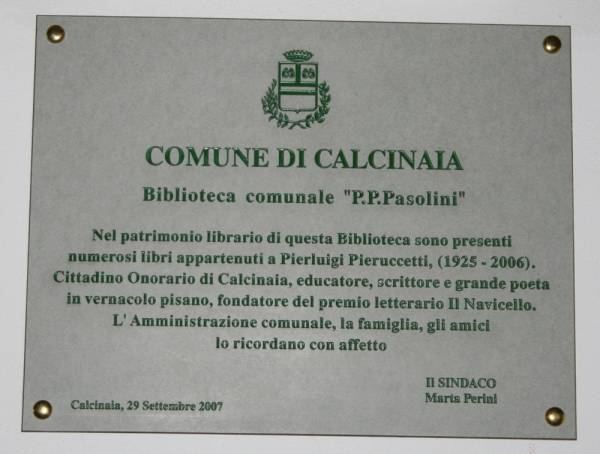 COMUNE DI CALCINAIA
Biblioteca comunale "P.P.Pasolini"
Nel patrimonio librario di questa Biblioteca sono presenti
numerosi libri appartenuti a Pierluigi Pieruccetti, (1925 - 2006).
Cittadino Onorario di Calcinaia, educatore, scrittore e grande poeta
in vernacolo pisano, fondatore del premio letterario Il Navicello.
L' Amministrazione comunale, la famiglia, gli amici
lo ricordano con affetto
Il SINDACO
Marta Perini
Calcinaia, 29 Settembre 2007